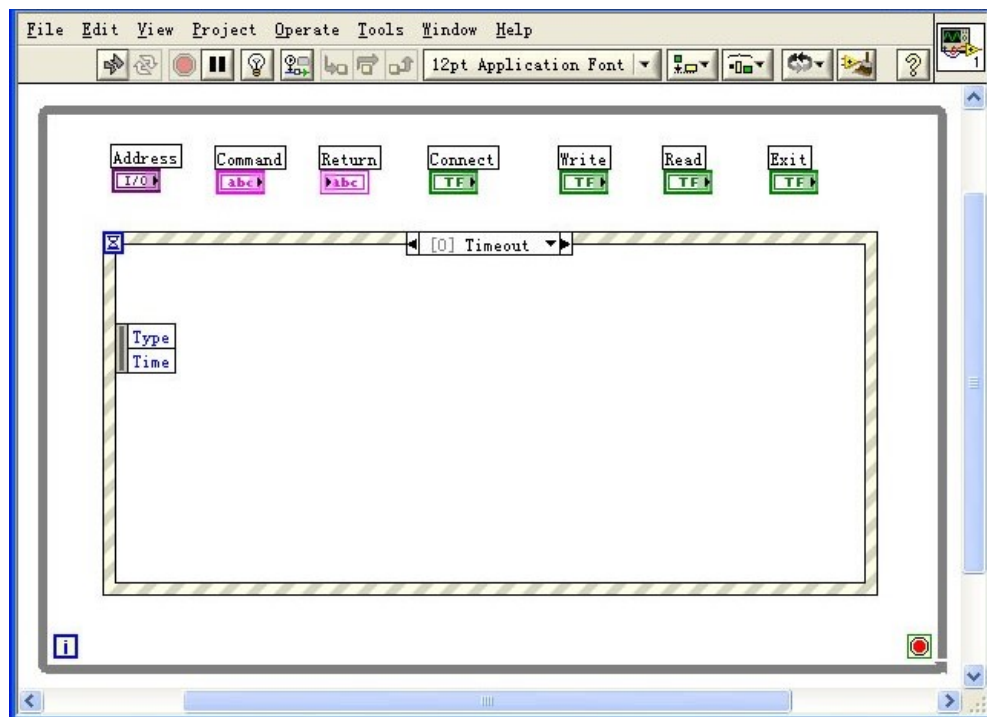 File Edit View Project Operate Tools Window Help
12pt Application Font
?
1
Address Command Return Connect Write Read Exit
I/O abc abc TF TF TF TF
[0] Timeout
Type
Time
i